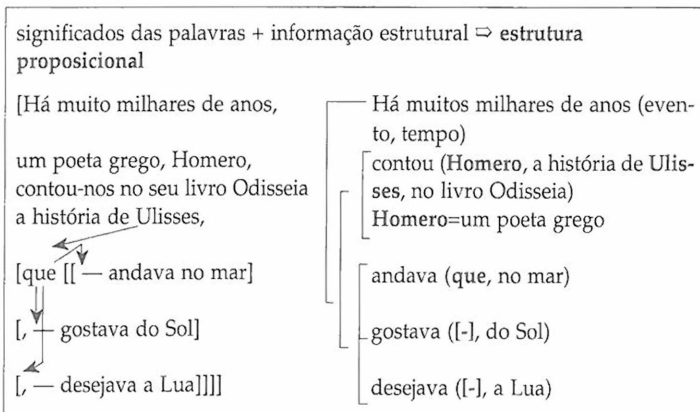 significados das palavras + informação estrutural ⇨ estrutura
proposicional
[Há muito milhares de anos,
um poeta grego, Homero,
contou-nos no seu livro Odisseia
a história de Ulisses,
[que [[ — andava no mar]
[, — gostava do Sol]
[, — desejava a Lua]]]]
Há muitos milhares de anos (even-
to, tempo)
contou (Homero, a história de Ulis-
ses, no livro Odisseia)
Homero=um poeta grego
andava (que, no mar)
gostava ([-], do Sol)
desejava ([-], a Lua)